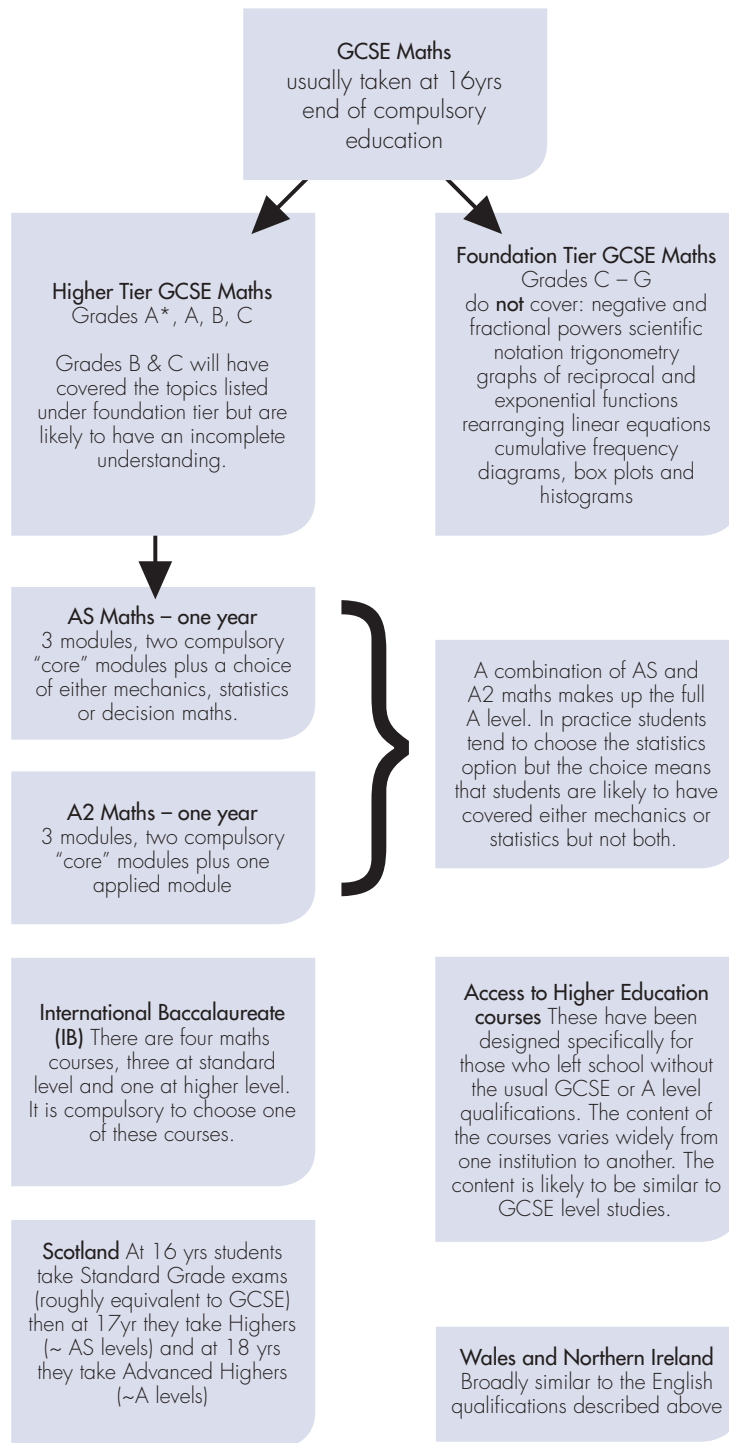 GCSE Maths
usually taken at 16yrs
end of compulsory
education
Higher Tier GCSE Maths
Grades A*, A, B, C
Grades B & C will have
covered the topics listed
under foundation tier but are
likely to have an incomplete
understanding.
Foundation Tier GCSE Maths
Grades C – G
do not cover: negative and
fractional powers scientific
notation trigonometry
graphs of reciprocal and
exponential functions
rearranging linear equations
cumulative frequency
diagrams, box plots and
histograms
AS Maths – one year
3 modules, two compulsory
“core” modules plus a choice
of either mechanics, statistics
or decision maths.
A2 Maths – one year
3 modules, two compulsory
“core” modules plus one
applied module
A combination of AS and
A2 maths makes up the full
A level. In practice students
tend to choose the statistics
option but the choice means
that students are likely to have
covered either mechanics or
statistics but not both.
International Baccalaureate
(IB) There are four maths
courses, three at standard
level and one at higher level.
It is compulsory to choose one
of these courses.
Access to Higher Education
courses These have been
designed specifically for
those who left school without
the usual GCSE or A level
qualifications. The content of
the courses varies widely from
one institution to another. The
content is likely to be similar to
GCSE level studies.
Scotland At 16 yrs students
take Standard Grade exams
(roughly equivalent to GCSE)
then at 17yr they take Highers
(~ AS levels) and at 18 yrs
they take Advanced Highers
(~A levels)
Wales and Northern Ireland
Broadly similar to the English
qualifications described above